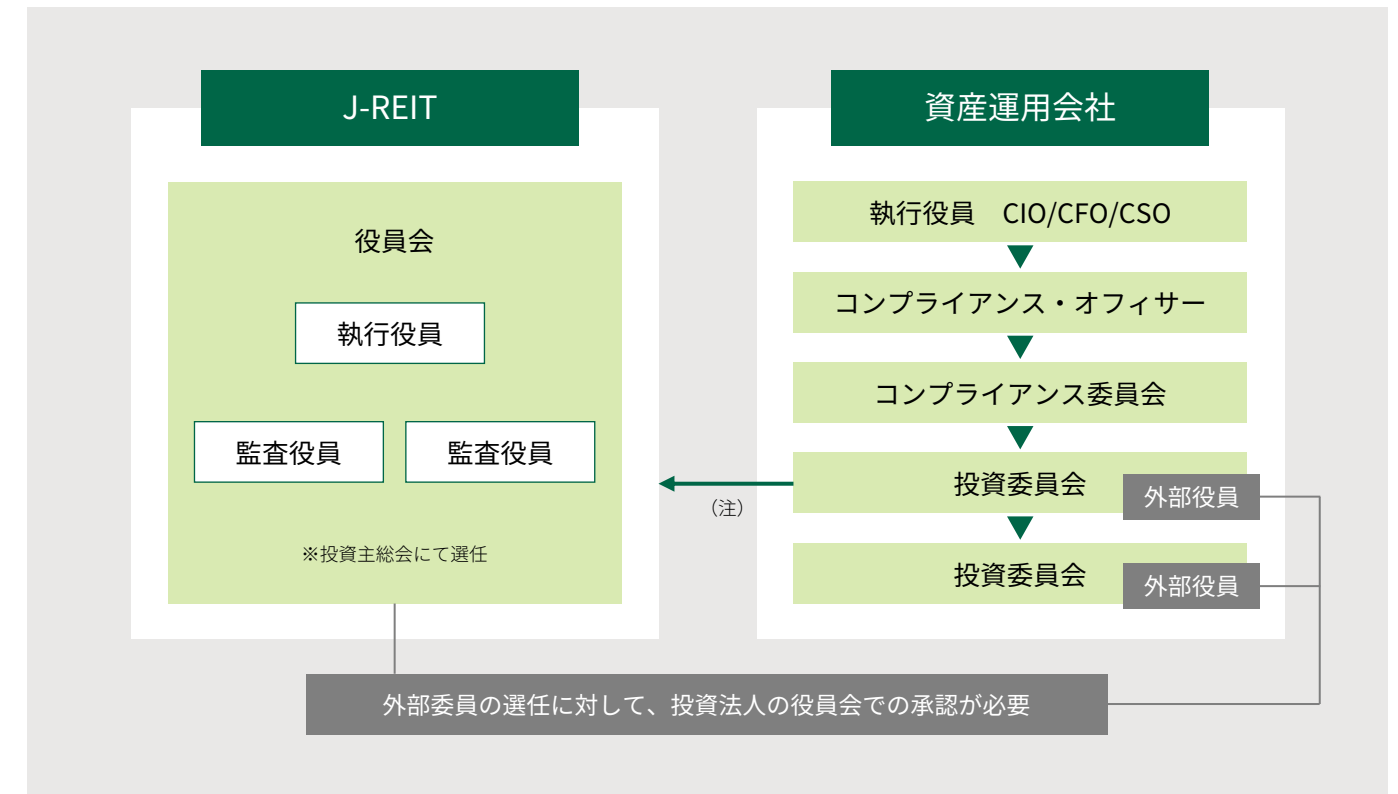 J-REIT
役員会
執行役員
監査役員
監査役員
※投資主総会にて選任
(注)
資産運用会社
執行役員　CIO/CFO/CSO
コンプライアンス・オフィサー
コンプライアンス委員会
投資委員会
外部役員
投資委員会
外部役員
外部委員の選任に対して、投資法人の役員会での承認が必要